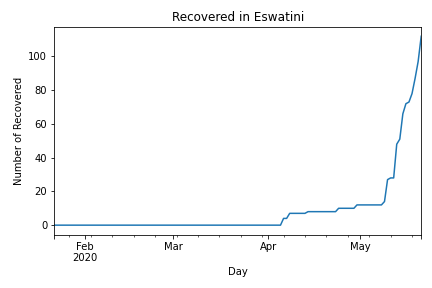 Recovered in Eswatini
Number of Recovered
100
80
60
40
20
0
Feb
2020
Mar
Apr
May
Day